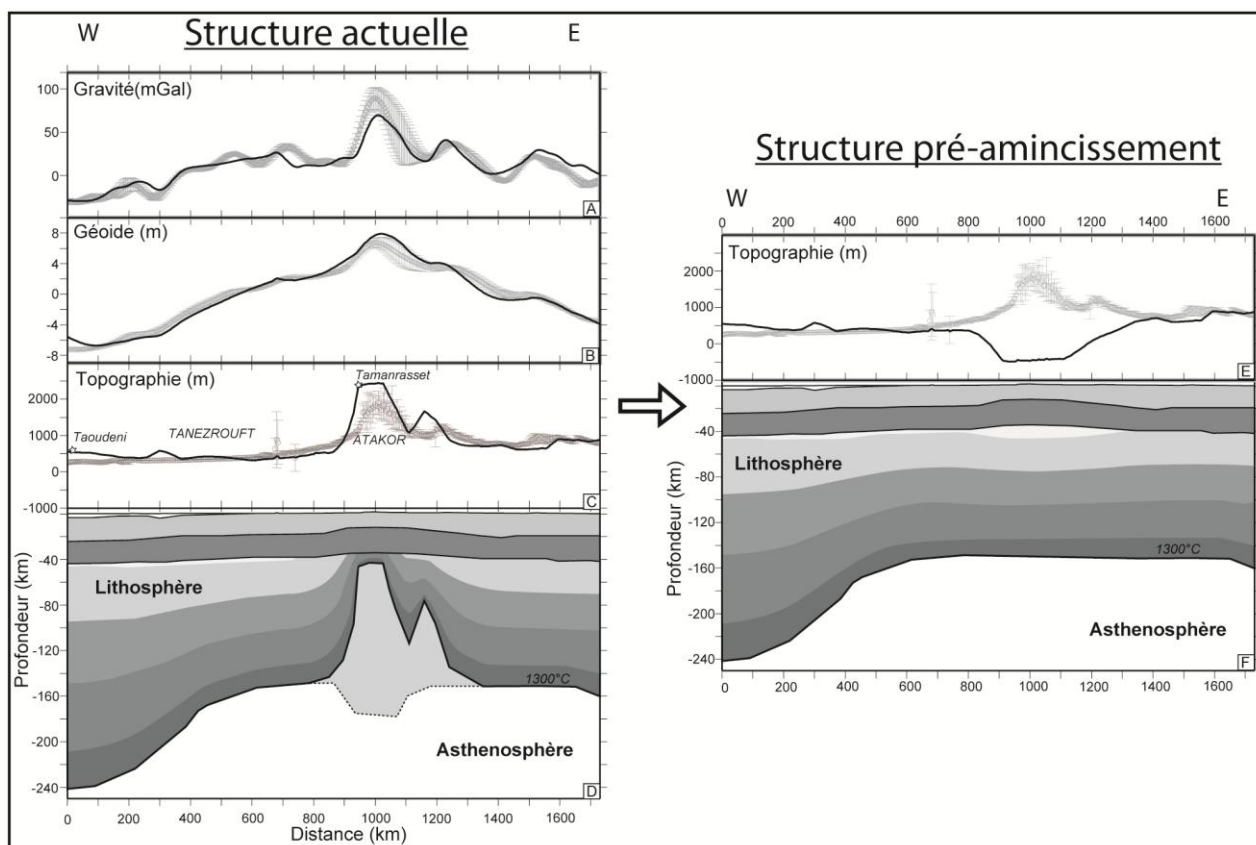 W Structure actuelle E
Gravité(mGal)
100
50
0
A
Géoide (m)
8
4
0
-4
-8
B
Topographie (m)
Tamanrasset
2000
Taoudeni TANEZROUFT
1000
ATAKOR
0
-1000
C
0
-40
Lithosphère
-80
-120
1300°C
-160
-200
Asthenosphère
-240
D
Profondeur (km)
0 200 400 600 800 1000 1200 1400 1600
Distance (km)
Structure pré-amincissement
W E
0 200 400 600 800 1000 1200 1400 1600
Topographie (m)
2000
1000
0
-1000
E
0
-40
Lithosphère
-80
-120
1300°C
-160
-200
Asthenosphère
-240
F
Profondeur (km)
0 200 400 600 800 1000 1200 1400 1600